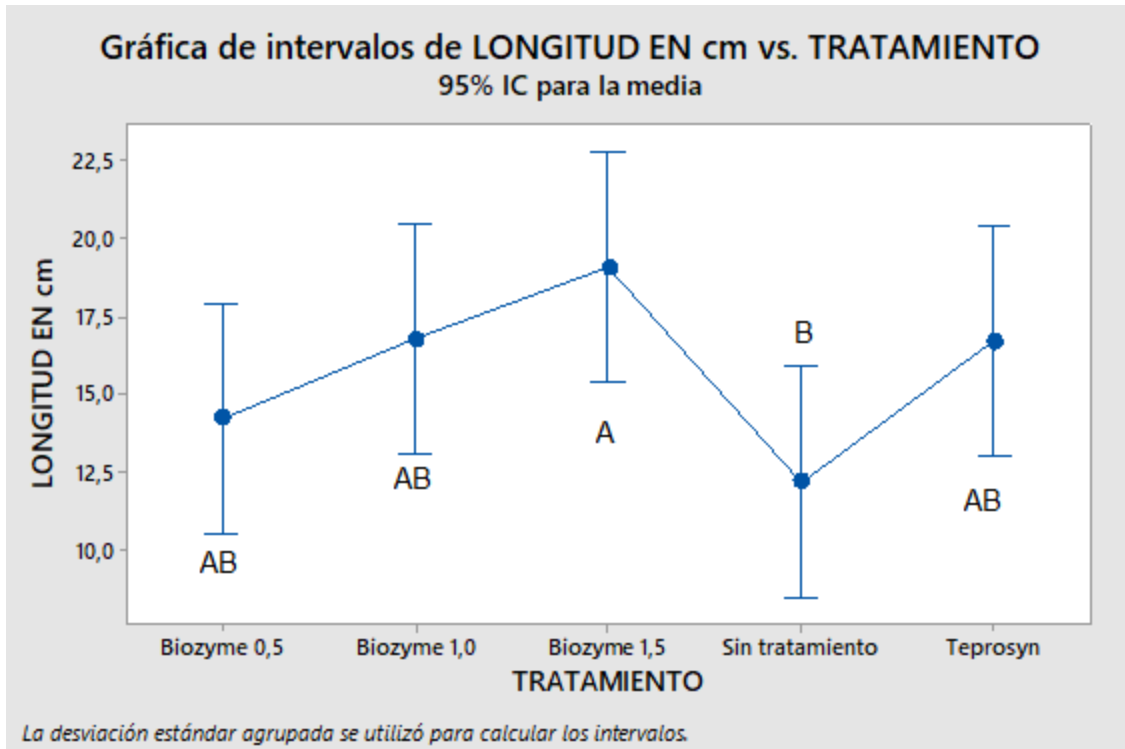 Gráfica de intervalos de LONGITUD EN cm vs. TRATAMIENTO
95% IC para la media
LONGITUD EN cm
22,5
20,0
17,5
15,0
12,5
10,0
B
A
AB
AB
AB
Biozyme 0,5 Biozyme 1,0 Biozyme 1,5 Sin tratamiento Teprosyn
TRATAMIENTO
La desviación estándar agrupada se utilizó para calcular los intervalos.